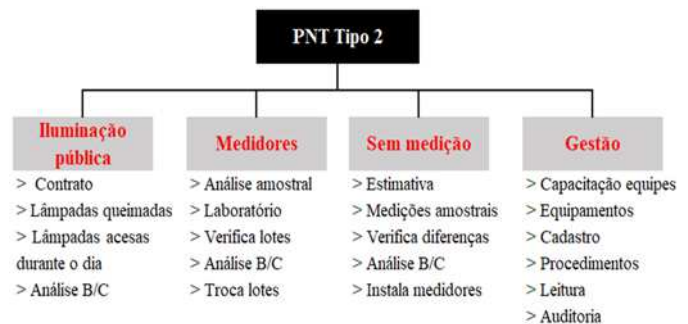 PNT Tipo 2
Iluminação
pública
> Contrato
> Lâmpadas queimadas
> Lâmpadas acesas
durante o dia
> Análise B/C
Medidores
> Análise amostral
> Laboratório
> Verifica lotes
> Análise B/C
> Troca lotes
Sem medição
> Estimativa
> Medições amostrais
> Verifica diferenças
> Análise B/C
> Instala medidores
Gestão
> Capacitação equipes
> Equipamentos
> Cadastro
> Procedimentos
> Leitura
> Auditoria